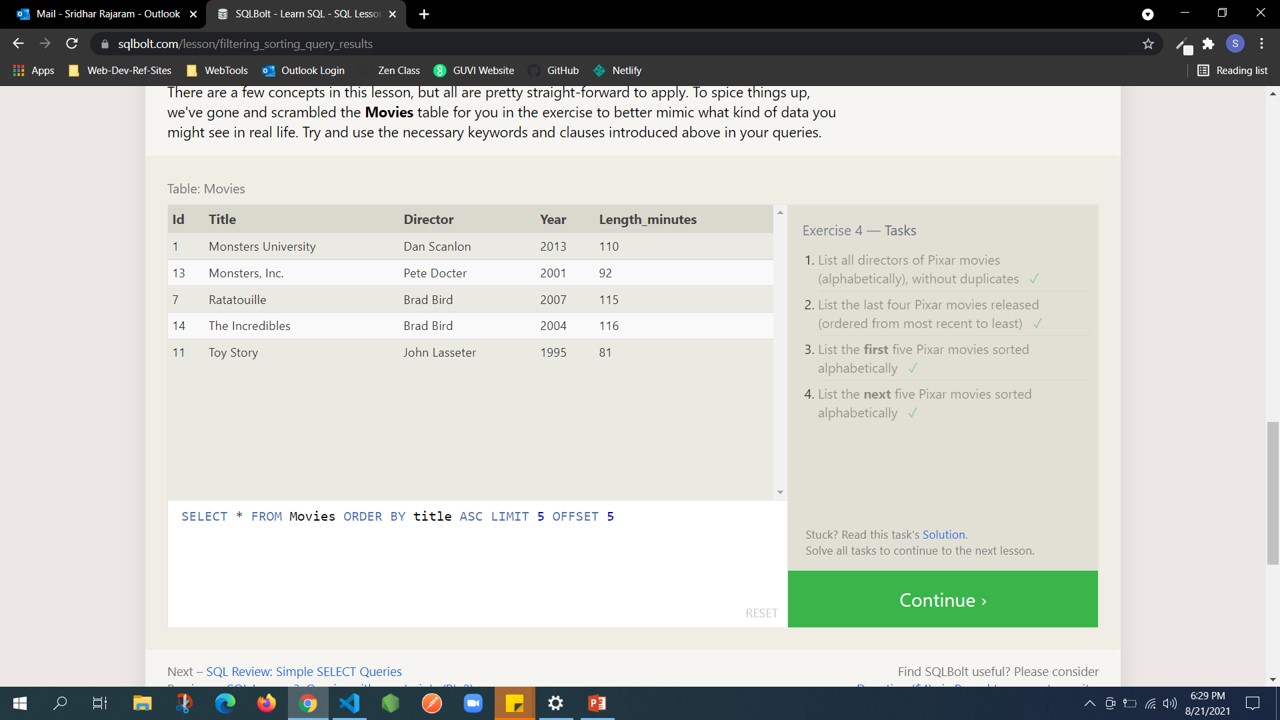 Mail - Sridhar Rajaram - Outlook
SQLBolt - Learn SQL - SQL Lesso
sqlbolt.com/lesson/filtering_sorting_query_results
S
Apps Web-Dev-Ref-Sites WebTools Outlook Login Zen Class GUVI Website GitHub Netlify Reading list
There are a few concepts in this lesson, but all are pretty straight-forward to apply. To spice things up,
we've gone and scrambled the Movies table for you in the exercise to better mimic what kind of data you
might see in real life. Try and use the necessary keywords and clauses introduced above in your queries.
Table: Movies
Id Title Director Year Length_minutes
1 Monsters University Dan Scanlon 2013 110
13 Monsters, Inc. Pete Docter 2001 92
7 Ratatouille Brad Bird 2007 115
14 The Incredibles Brad Bird 2004 116
11 Toy Story John Lasseter 1995 81
SELECT * FROM Movies ORDER BY title ASC LIMIT 5 OFFSET 5
RESET
Exercise 4 — Tasks
1. List all directors of Pixar movies
(alphabetically), without duplicates ✓
2. List the last four Pixar movies released
(ordered from most recent to least) ✓
3. List the first five Pixar movies sorted
alphabetically ✓
4. List the next five Pixar movies sorted
alphabetically ✓
Stuck? Read this task's Solution.
Solve all tasks to continue to the next lesson.
Continue ›
Next – SQL Review: Simple SELECT Queries
Find SQLBolt useful? Please consider
6:29 PM
8/21/2021